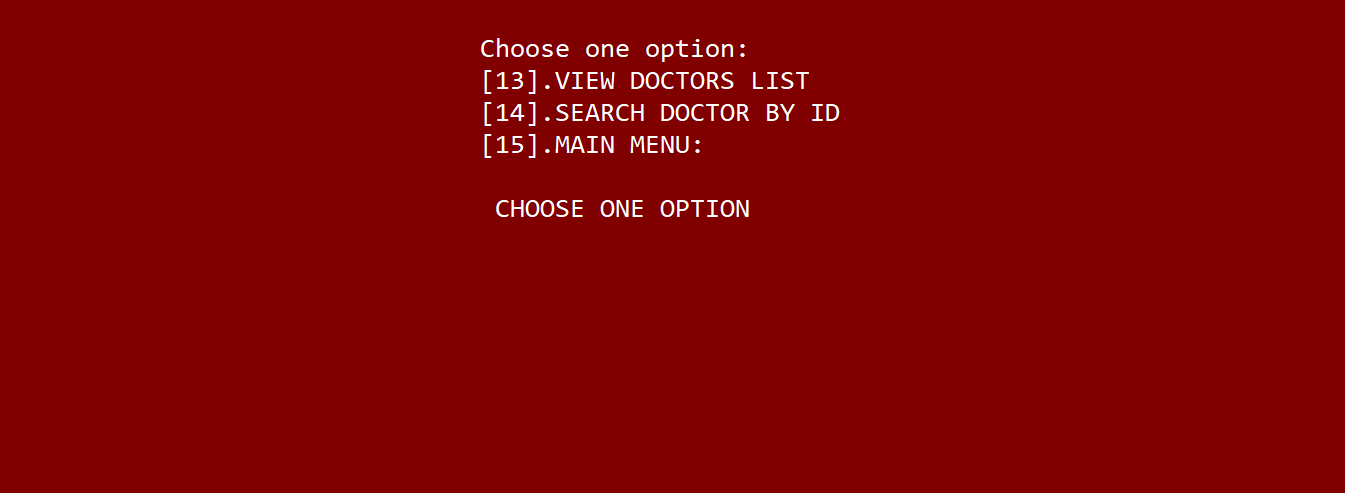 Choose one option:
[13].VIEW DOCTORS LIST
[14].SEARCH DOCTOR BY ID
[15].MAIN MENU:
CHOOSE ONE OPTION